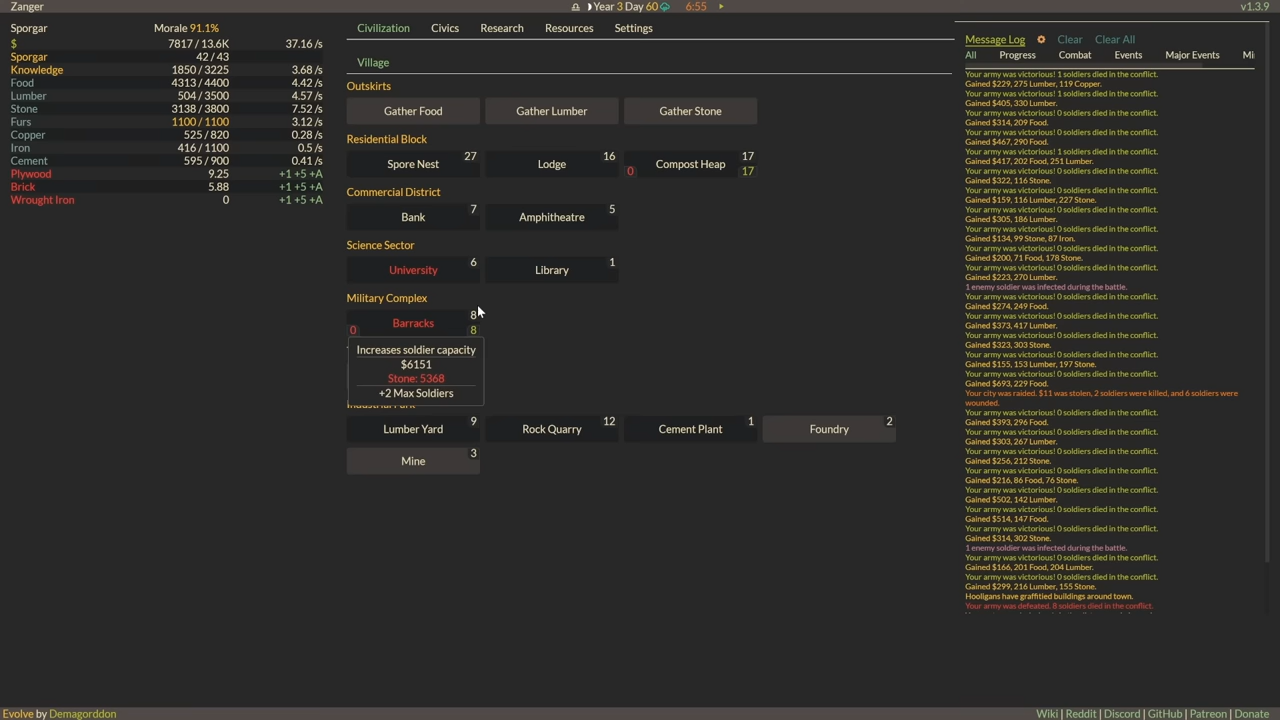 Zanger
Year 3 Day 60 6:55
v1.3.9
Sporgar Morale 91.1%
$ 7817 / 13.6K 37.16 /s
Sporgar 42 / 43
Knowledge 1850 / 3225 3.68 /s
Food 4313 / 4400 4.42 /s
Lumber 504 / 3500 4.57 /s
Stone 3138 / 3800 7.52 /s
Furs 1100 / 1100 3.12 /s
Copper 525 / 820 0.28 /s
Iron 416 / 1100 0.5 /s
Cement 595 / 900 0.41 /s
Plywood 9.25 +1 +5 +A
Brick 5.88 +1 +5 +A
Wrought Iron 0 +1 +5 +A
Civilization Civics Research Resources Settings
Village
Outskirts
Gather Food Gather Lumber Gather Stone
Residential Block
Spore Nest 27 Lodge 16 Compost Heap 17
0 17
Commercial District
Bank 7 Amphitheatre 5
Science Sector
University 6 Library 1
Military Complex
Barracks 8
0 8
Increases soldier capacity
$6151
Stone: 5368
+2 Max Soldiers
Lumber Yard 9 Rock Quarry 12 Cement Plant 1 Foundry 2
Mine 3
Message Log Clear Clear All
All Progress Combat Events Major Events Mi
Your army was victorious! 1 soldiers died in the conflict.
Gained $229, 275 Lumber, 119 Copper.
Your army was victorious! 1 soldiers died in the conflict.
Gained $405, 330 Lumber.
Your army was victorious! 0 soldiers died in the conflict.
Gained $314, 209 Food.
Your army was victorious! 0 soldiers died in the conflict.
Gained $467, 290 Food.
Your army was victorious! 1 soldiers died in the conflict.
Gained $417, 202 Food, 251 Lumber.
Your army was victorious! 0 soldiers died in the conflict.
Gained $322, 116 Stone.
Your army was victorious! 0 soldiers died in the conflict.
Gained $159, 116 Lumber, 227 Stone.
Your army was victorious! 0 soldiers died in the conflict.
Gained $305, 186 Lumber.
Your army was victorious! 0 soldiers died in the conflict.
Gained $134, 99 Stone, 87 Iron.
Your army was victorious! 0 soldiers died in the conflict.
Gained $200, 71 Food, 178 Stone.
Your army was victorious! 0 soldiers died in the conflict.
Gained $223, 270 Lumber.
1 enemy soldier was infected during the battle.
Your army was victorious! 0 soldiers died in the conflict.
Gained $274, 249 Food.
Your army was victorious! 0 soldiers died in the conflict.
Gained $373, 417 Lumber.
Your army was victorious! 0 soldiers died in the conflict.
Gained $323, 303 Stone.
Your army was victorious! 0 soldiers died in the conflict.
Gained $155, 153 Lumber, 197 Stone.
Your army was victorious! 0 soldiers died in the conflict.
Gained $693, 229 Food.
Your city was raided. $11 was stolen, 2 soldiers were killed, and 6 soldiers were
wounded.
Your army was victorious! 0 soldiers died in the conflict.
Gained $393, 296 Food.
Your army was victorious! 0 soldiers died in the conflict.
Gained $303, 267 Lumber.
Your army was victorious! 0 soldiers died in the conflict.
Gained $256, 212 Stone.
Your army was victorious! 0 soldiers died in the conflict.
Gained $216, 86 Food, 76 Stone.
Your army was victorious! 0 soldiers died in the conflict.
Gained $502, 142 Lumber.
Your army was victorious! 0 soldiers died in the conflict.
Gained $514, 147 Food.
Your army was victorious! 0 soldiers died in the conflict.
Gained $314, 302 Stone.
1 enemy soldier was infected during the battle.
Your army was victorious! 0 soldiers died in the conflict.
Gained $166, 201 Food, 204 Lumber.
Your army was victorious! 0 soldiers died in the conflict.
Gained $299, 216 Lumber, 155 Stone.
Hooligans have graffitied buildings around town.
Your army was defeated. 8 soldiers died in the conflict.
Evolve by Demagorddon
Wiki | Reddit | Discord | GitHub | Patreon | Donate